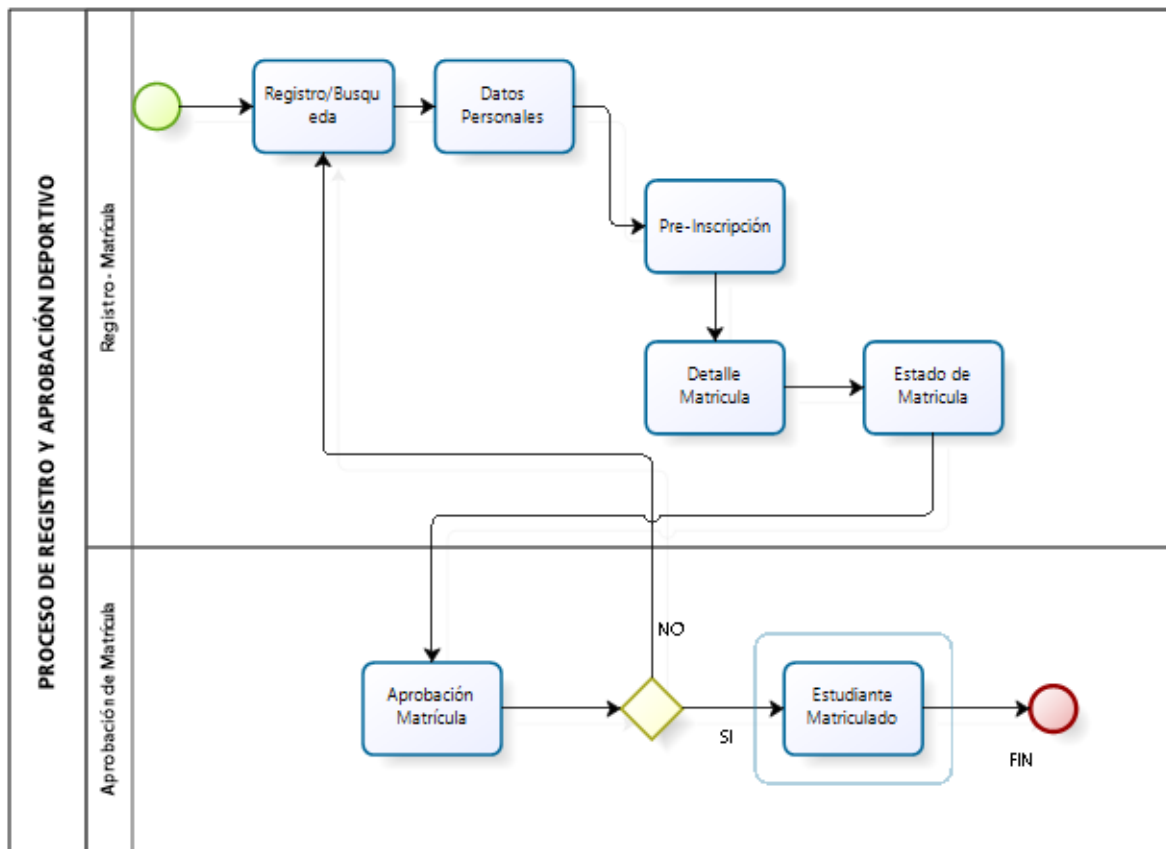 PROCESO DE REGISTRO Y APROBACIÓN DEPORTIVO
Registro - Matrícula
Registro/Busqu
eda
Datos
Personales
Pre-Inscripción
Detalle
Matricula
Estado de
Matricula
Aprobación de Matrícula
Aprobación
Matrícula
NO
SI
Estudiante
Matriculado
FIN